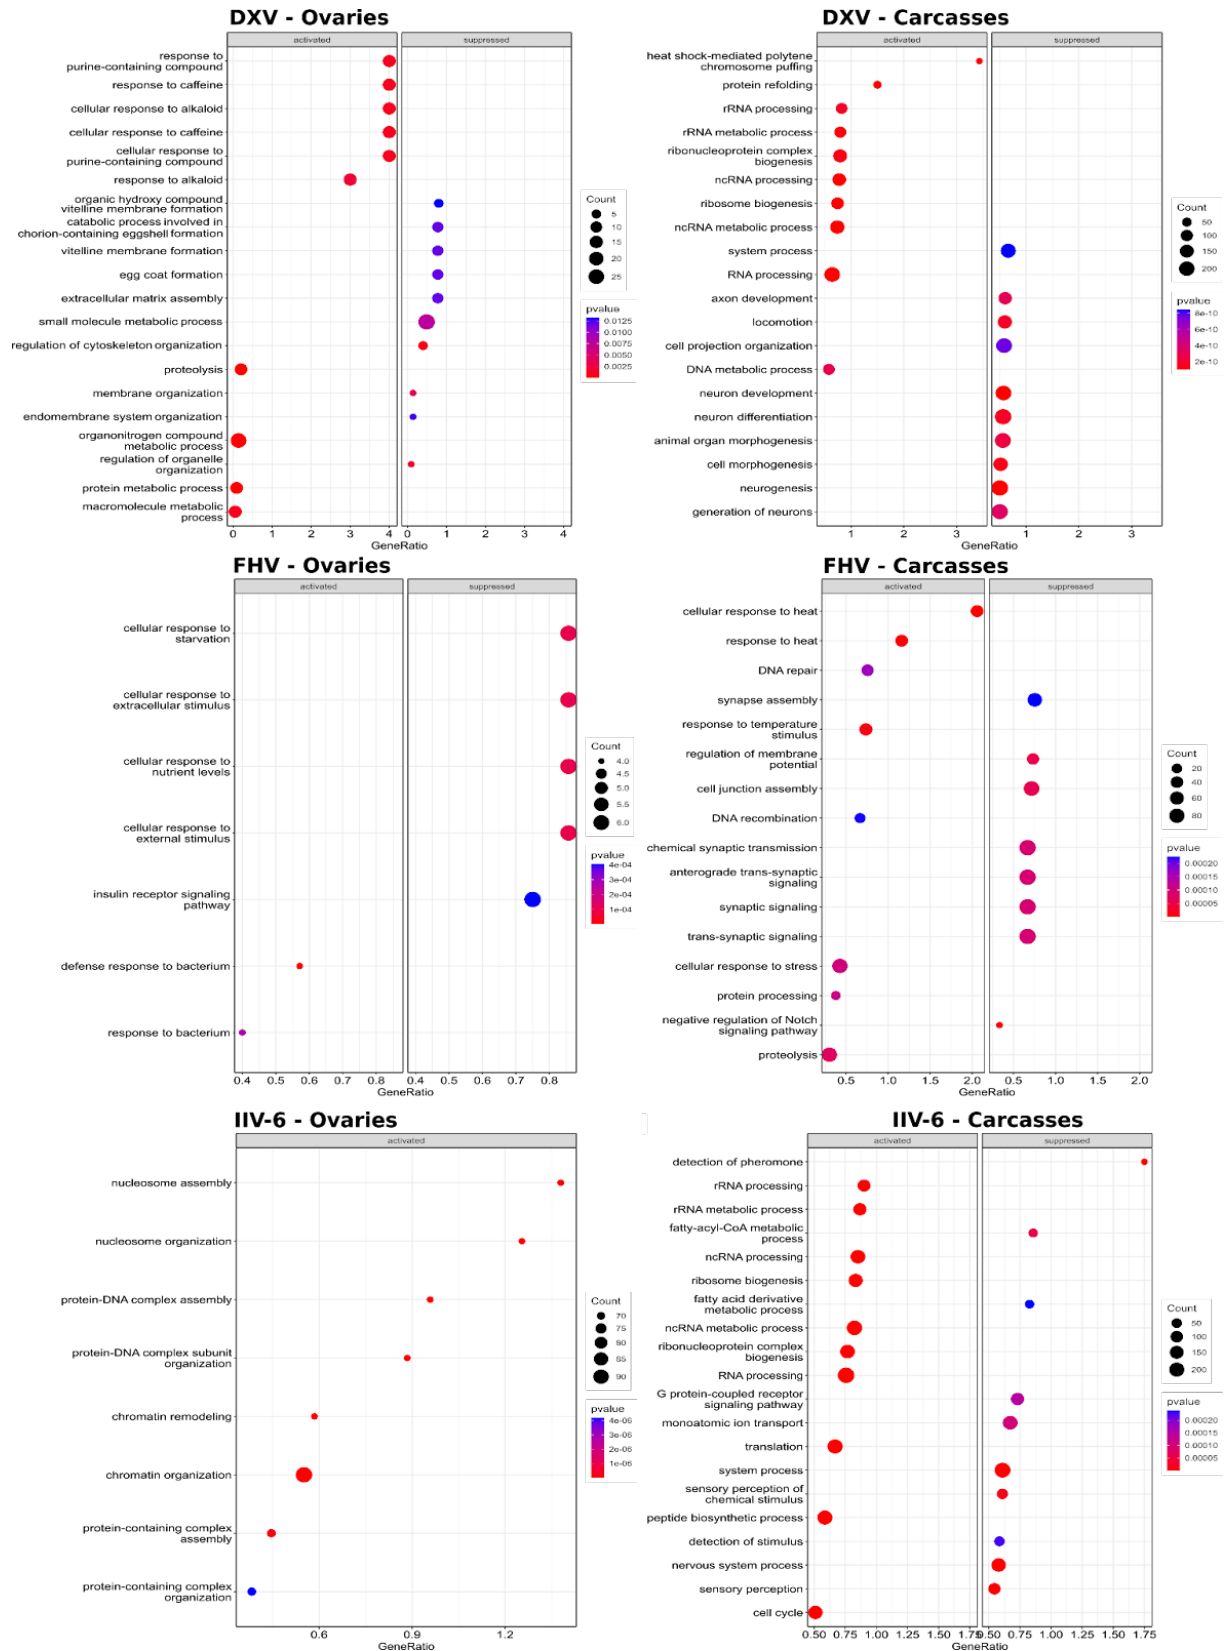 DXV - Ovaries
activated
suppressed
response to
purine-containing compound
response to caffeine
cellular response to alkaloid
cellular response to caffeine
cellular response to
purine-containing compound
response to alkaloid
organic hydroxy compound
vitelline membrane formation
catabolic process involved in
chorion-containing eggshell formation
vitelline membrane formation
egg coat formation
extracellular matrix assembly
small molecule metabolic process
regulation of cytoskeleton organization
proteolysis
membrane organization
endomembrane system organization
organonitrogen compound
metabolic process
regulation of organelle
organization
protein metabolic process
macromolecule metabolic
process
0 1 2 3 4 0 1 2 3 4
GeneRatio
Count
5
10
15
20
25
pvalue
0.0125
0.0100
0.0075
0.0050
0.0025
DXV - Carcasses
activated
suppressed
heat shock-mediated polytene
chromosome puffing
protein refolding
rRNA processing
rRNA metabolic process
ribonucleoprotein complex
biogenesis
ncRNA processing
ribosome biogenesis
ncRNA metabolic process
system process
RNA processing
axon development
locomotion
cell projection organization
DNA metabolic process
neuron development
neuron differentiation
animal organ morphogenesis
cell morphogenesis
neurogenesis
generation of neurons
1 2 3 1 2 3
GeneRatio
Count
50
100
150
200
pvalue
8e-10
6e-10
4e-10
2e-10
FHV - Ovaries
activated
suppressed
cellular response to
starvation
cellular response to
extracellular stimulus
cellular response to
nutrient levels
cellular response to
external stimulus
insulin receptor signaling
pathway
defense response to bacterium
response to bacterium
0.4 0.5 0.6 0.7 0.8 0.4 0.5 0.6 0.7 0.8
GeneRatio
Count
4.0
4.5
5.0
5.5
6.0
pvalue
4e-04
3e-04
2e-04
1e-04
FHV - Carcasses
activated
suppressed
cellular response to heat
response to heat
DNA repair
synapse assembly
response to temperature
stimulus
regulation of membrane
potential
cell junction assembly
DNA recombination
chemical synaptic transmission
anterograde trans-synaptic
signaling
synaptic signaling
trans-synaptic signaling
cellular response to stress
protein processing
negative regulation of Notch
signaling pathway
proteolysis
0.5 1.0 1.5 2.0 0.5 1.0 1.5 2.0
GeneRatio
Count
20
40
60
80
pvalue
0.00020
0.00015
0.00010
0.00005
IIV-6 - Ovaries
activated
nucleosome assembly
nucleosome organization
protein-DNA complex assembly
protein-DNA complex subunit
organization
chromatin remodeling
chromatin organization
protein-containing complex
assembly
protein-containing complex
organization
0.6 0.9 1.2
GeneRatio
Count
70
75
80
85
90
pvalue
4e-06
3e-06
2e-06
1e-06
IIV-6 - Carcasses
activated
suppressed
detection of pheromone
rRNA processing
rRNA metabolic process
fatty-acyl-CoA metabolic
process
ncRNA processing
ribosome biogenesis
fatty acid derivative
metabolic process
ncRNA metabolic process
ribonucleoprotein complex
biogenesis
RNA processing
G protein-coupled receptor
signaling pathway
monoatomic ion transport
translation
system process
sensory perception of
chemical stimulus
peptide biosynthetic process
detection of stimulus
nervous system process
sensory perception
cell cycle
0.50 0.75 1.00 1.25 1.50 1.75 0.50 0.75 1.00 1.25 1.50 1.75
GeneRatio
Count
50
100
150
200
pvalue
0.00020
0.00015
0.00010
0.00005